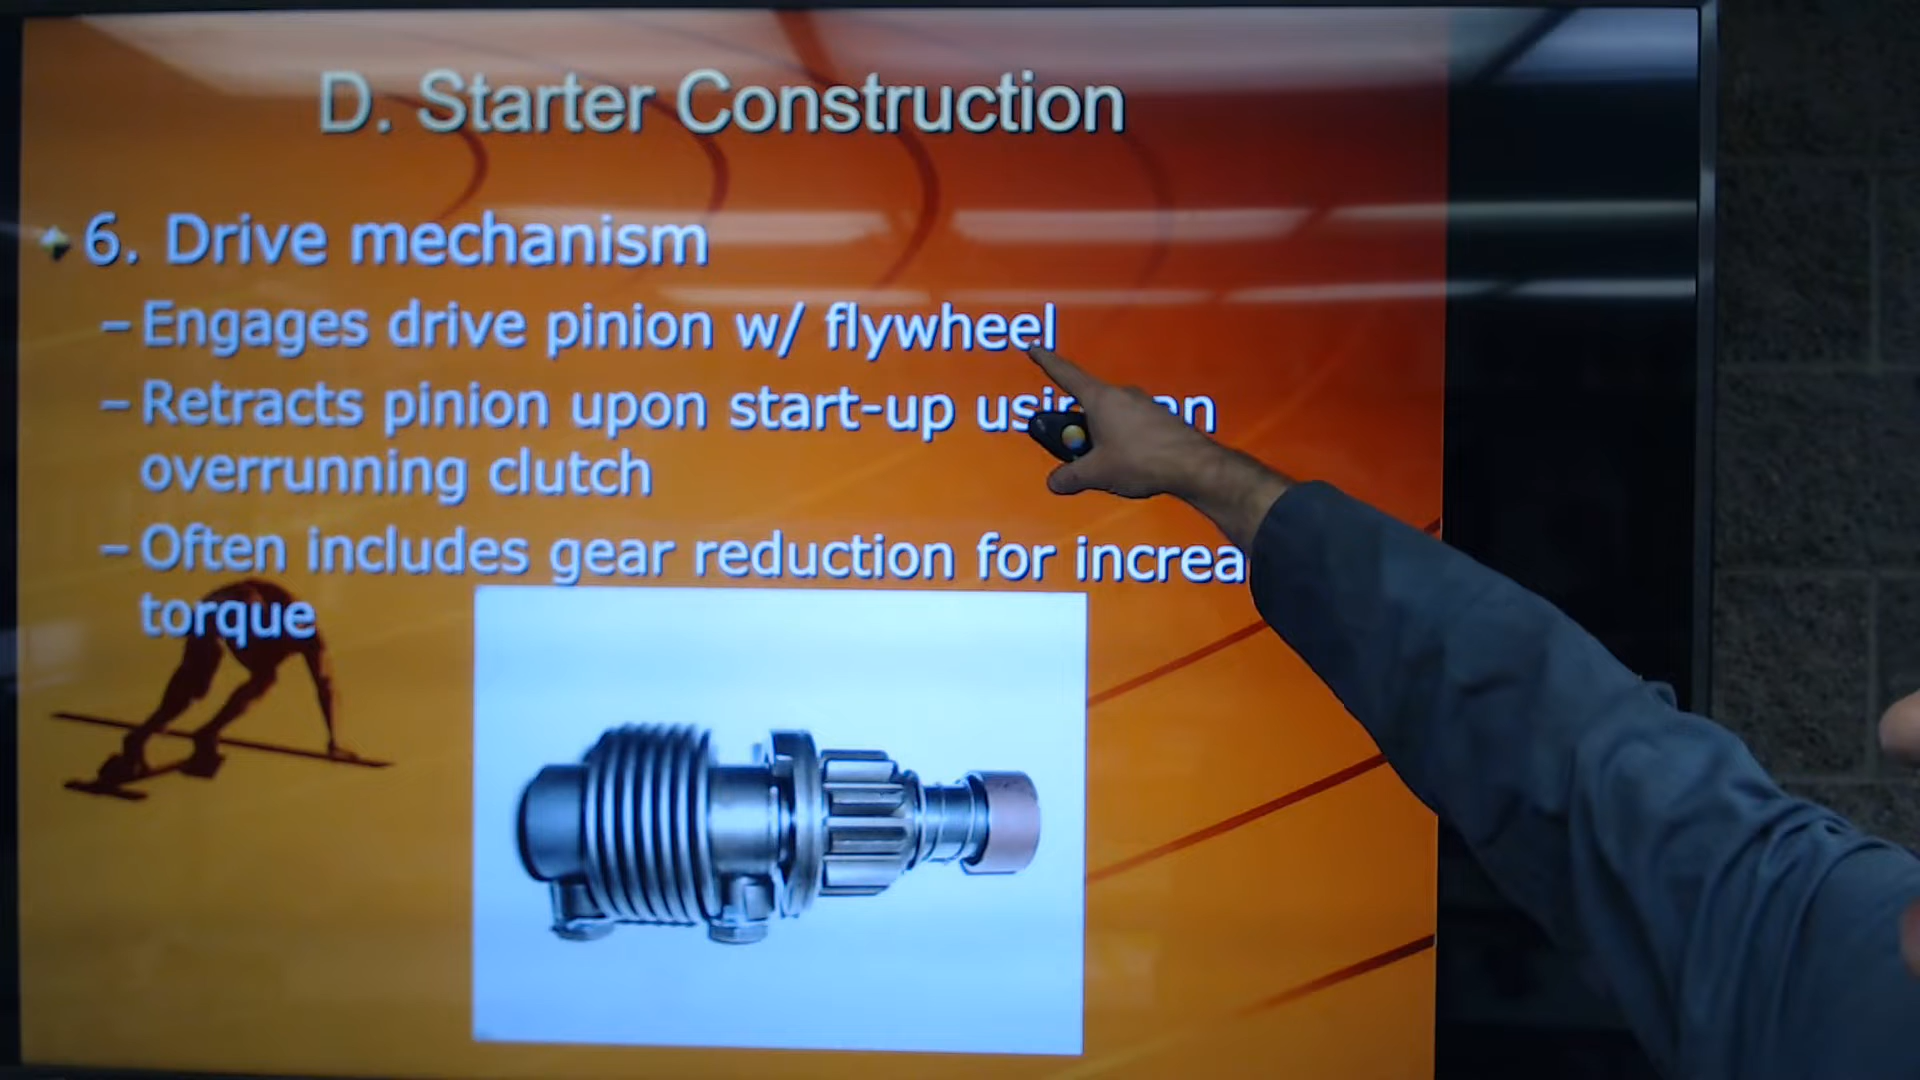 D. Starter Construction
6. Drive mechanism
– Engages drive pinion w/ flywheel
– Retracts pinion upon start-up
overrunning clutch
– Often includes gear reduction for
torque